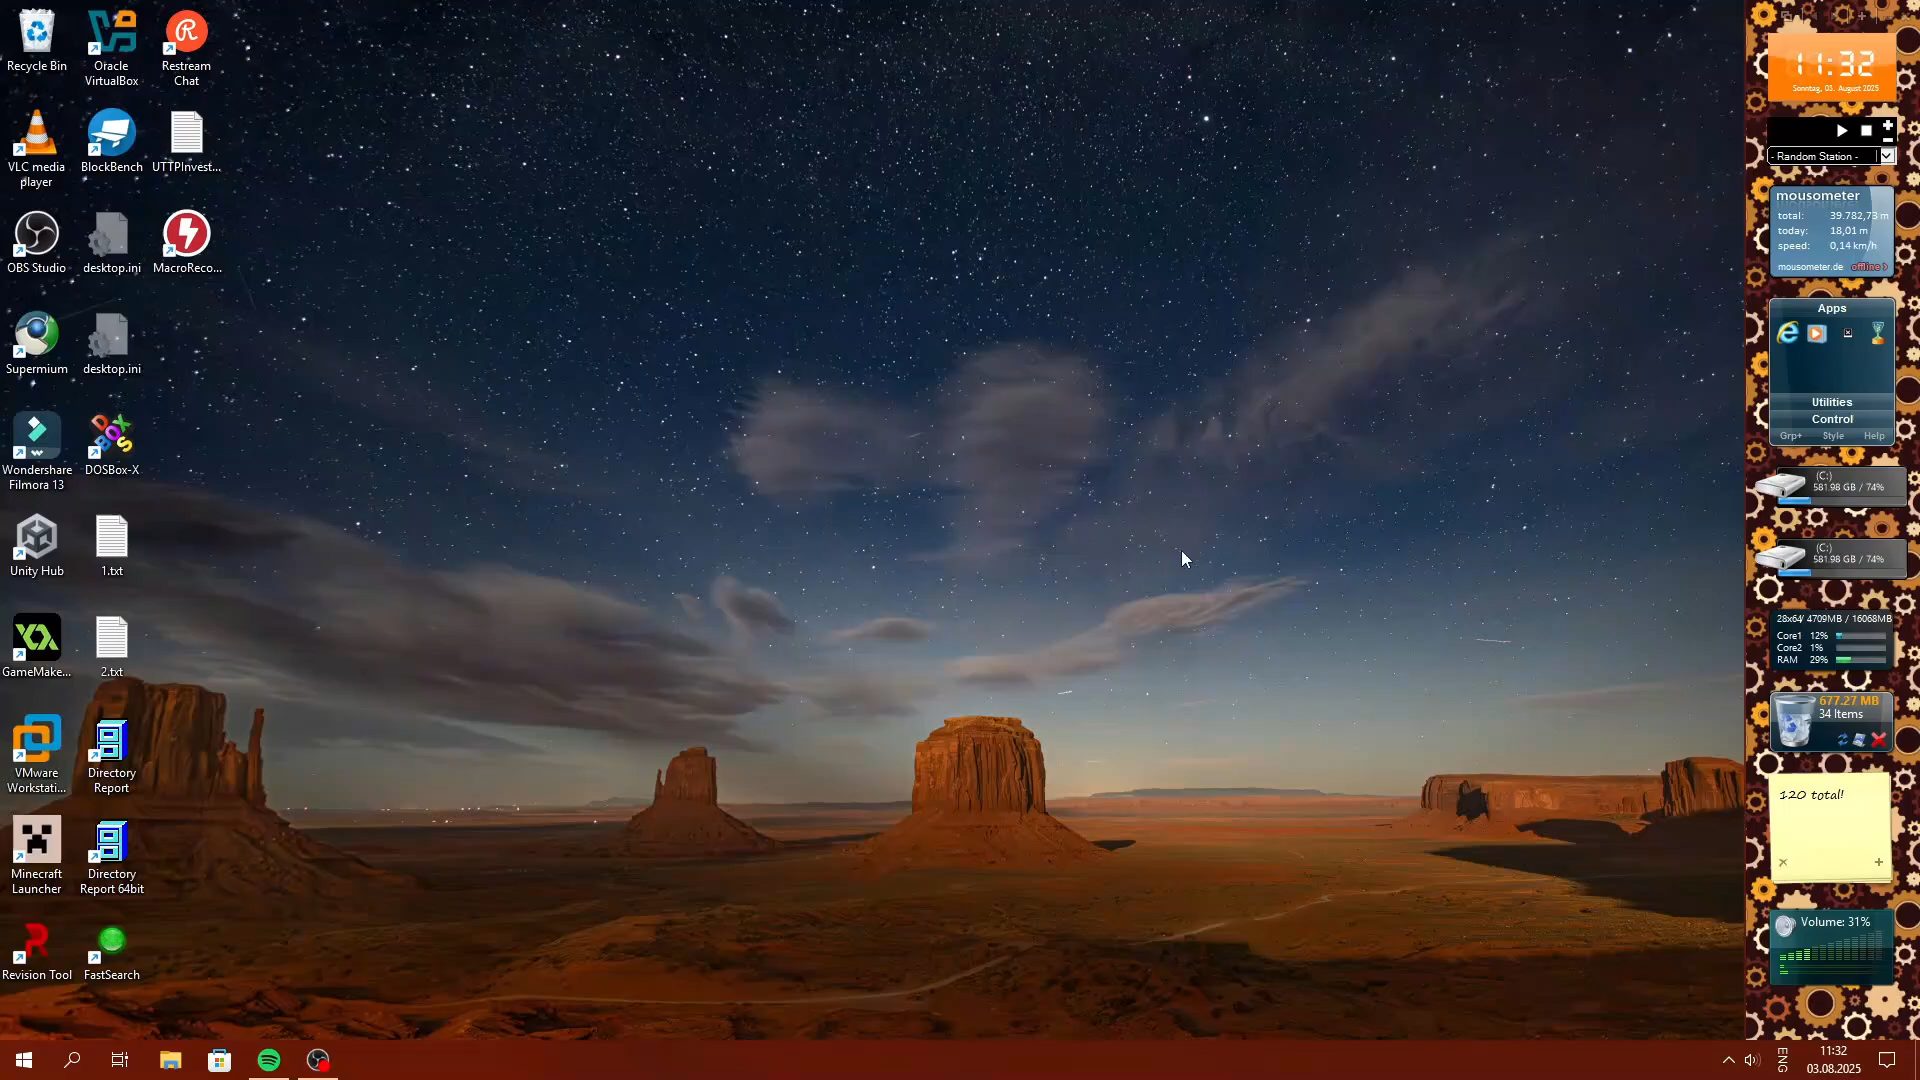 Recycle Bin
Oracle
VirtualBox
Restream
Chat
VLC media
player
BlockBench
UTTPInvest...
OBS Studio
desktop.ini
MacroReco...
Supermium
desktop.ini
Wondershare
Filmora 13
DOSBox-X
Unity Hub
1.txt
GameMake...
2.txt
VMware
Workstati...
Directory
Report
Minecraft
Launcher
Directory
Report 64bit
Revision Tool
FastSearch
11:32
Sonntag, 03. August 2025
- Random Station -
mousometer
total: 39.782,73 m
today: 18,01 m
speed: 0,14 km/h
mousometer.de offline >
Apps
Utilities
Control
Grp+ Style Help
(C:)
581.98 GB / 74%
(C:)
581.98 GB / 74%
28x64/ 4709MB / 16068MB
Core1 12%
Core2 1%
RAM 29%
677.27 MB
34 Items
120 total!
Volume: 31%
ENG
11:32
03.08.2025